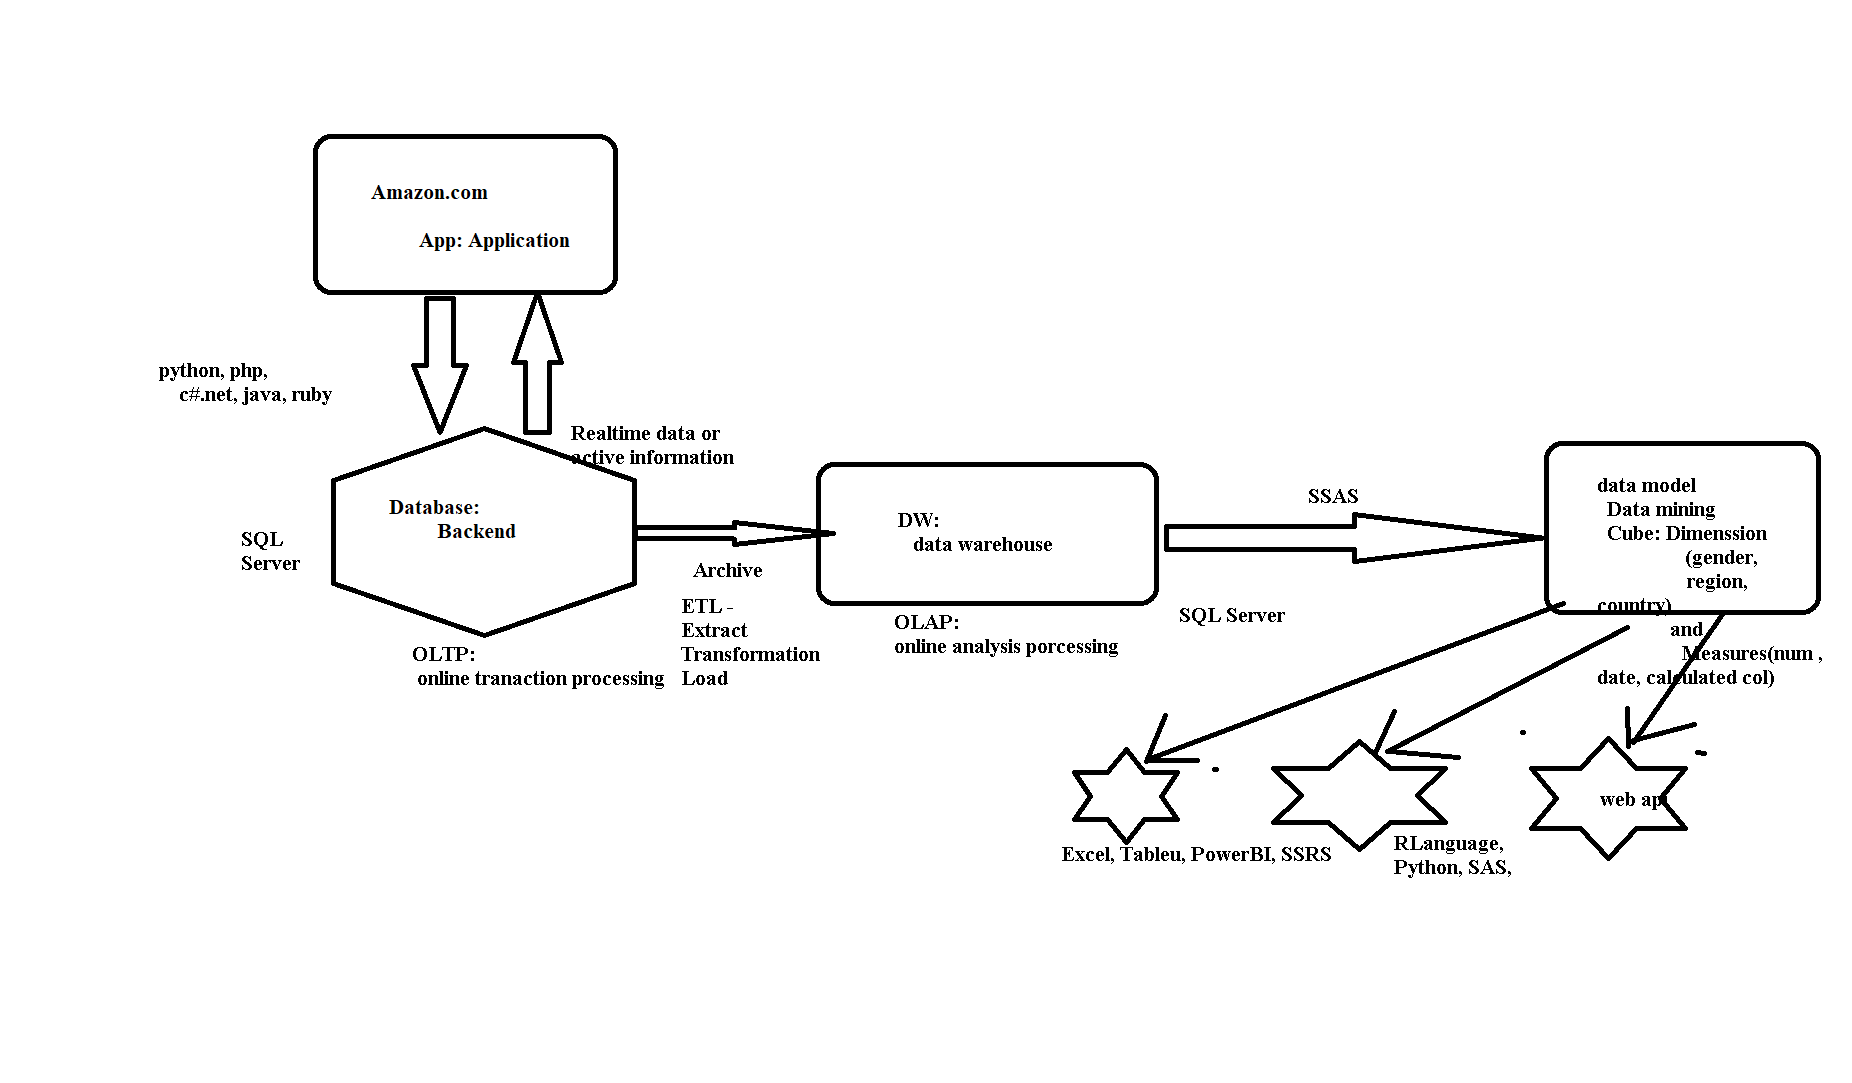 Amazon.com
App: Application
python, php,
c#.net, java, ruby
Realtime data or
active information
Database:
Backend
SQL
Server
OLTP:
online tranaction processing
Archive
ETL -
Extract
Transformation
Load
DW:
data warehouse
OLAP:
online analysis porcessing
SSAS
SQL Server
data model
Data mining
Cube: Dimenssion
(gender,
region,
country)
and
Measures(num ,
date, calculated col)
Excel, Tableu, PowerBI, SSRS
RLanguage,
Python, SAS,
web api